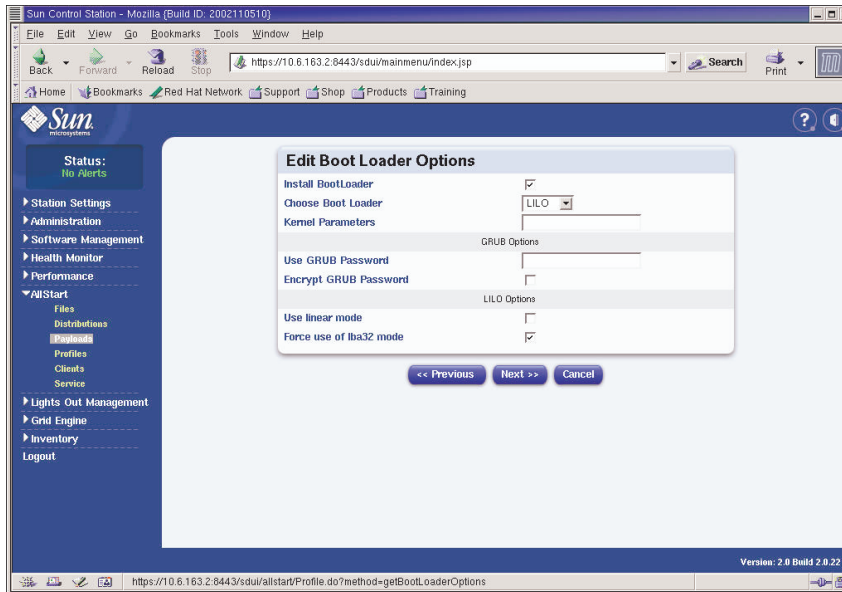 Sun Control Station - Mozilla {Build ID: 2002110510}
File Edit View Go Bookmarks Tools Window Help
Back Forward Reload Stop https://10.6.163.2:8443/sdui/mainmenu/index.jsp Search Print
Home Bookmarks Red Hat Network Support Shop Products Training
Sun
microsystems
?
Status:
No Alerts
Station Settings
Administration
Software Management
Health Monitor
Performance
AllStart
Files
Distributions
Payloads
Profiles
Clients
Service
Lights Out Management
Grid Engine
Inventory
Logout
Edit Boot Loader Options
Install BootLoader
Choose Boot Loader LILO
Kernel Parameters
GRUB Options
Use GRUB Password
Encrypt GRUB Password
LILO Options
Use linear mode
Force use of lba32 mode
<< Previous Next >> Cancel
Version: 2.0 Build 2.0.22
https://10.6.163.2:8443/sdui/allstart/Profile.do?method=getBootLoaderOptions